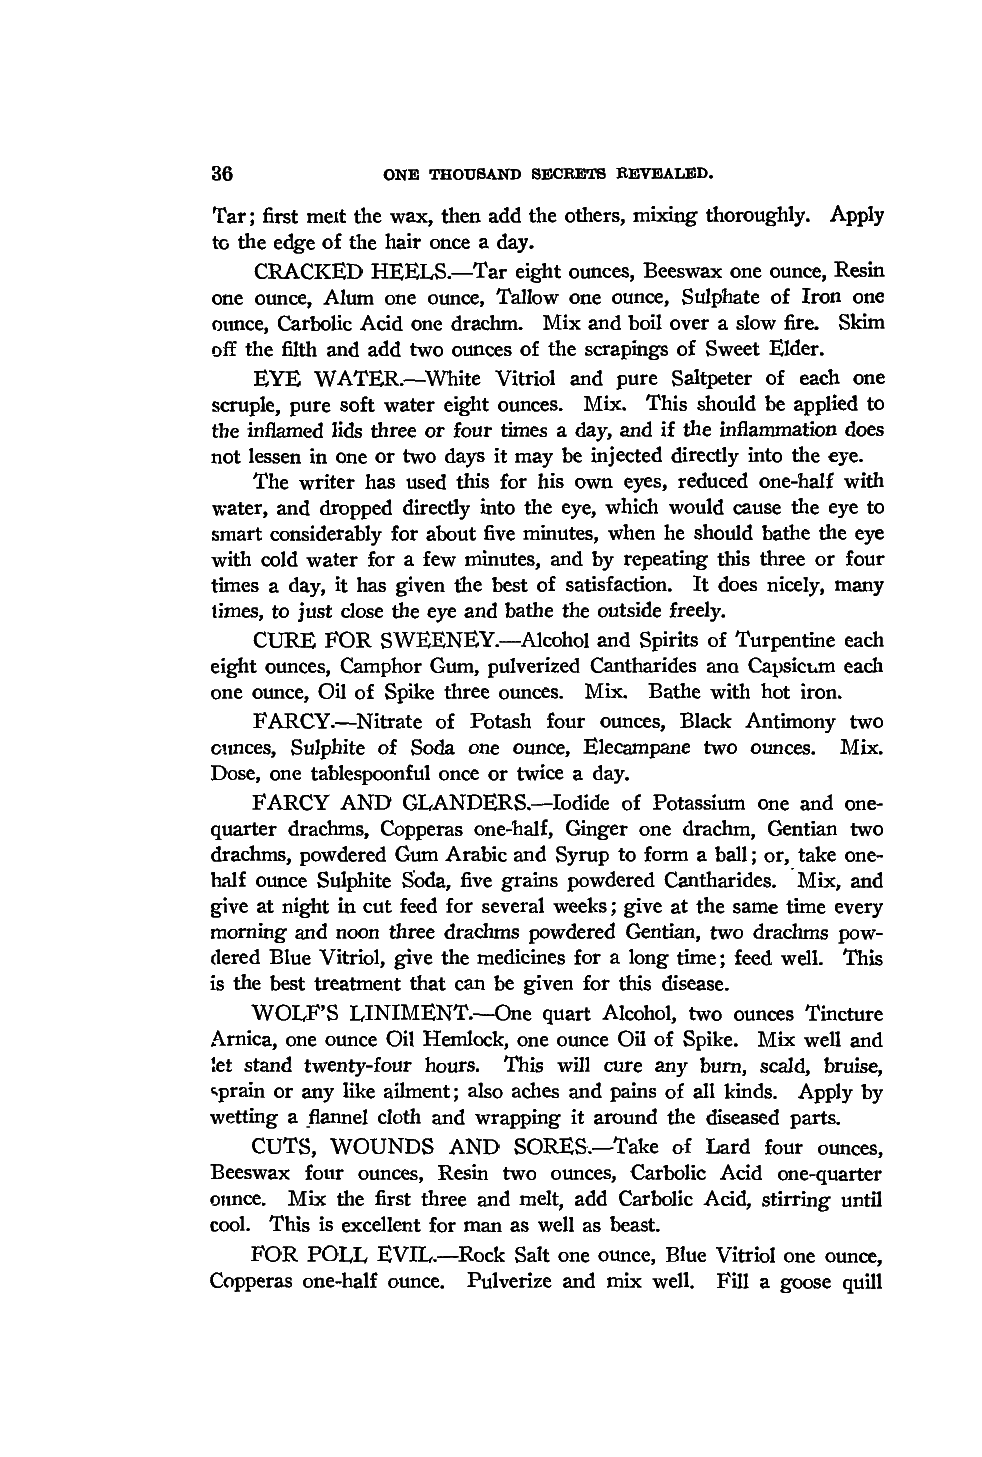 36 ONE THOUSAND SECRETS REVEALED.
Tar; first melt the wax, then add the others, mixing thoroughly. Apply
to the edge of the hair once a day.
CRACKED HEELS.—Tar eight ounces, Beeswax one ounce, Resin
one ounce, Alum one ounce, Tallow one ounce, Sulphate of Iron one
ounce, Carbolic Acid one drachm. Mix and boil over a slow fire. Skim
off the filth and add two ounces of the scrapings of Sweet Elder.
EYE WATER.—White Vitriol and pure Saltpeter of each one
scruple, pure soft water eight ounces. Mix. This should be applied to
the inflamed lids three or four times a day, and if the inflammation does
not lessen in one or two days it may be injected directly into the eye.
The writer has used this for his own eyes, reduced one-half with
water, and dropped directly into the eye, which would cause the eye to
smart considerably for about five minutes, when he should bathe the eye
with cold water for a few minutes, and by repeating this three or four
times a day, it has given the best of satisfaction. It does nicely, many
times, to just close the eye and bathe the outside freely.
CURE FOR SWEENEY.—Alcohol and Spirits of Turpentine each
eight ounces, Camphor Gum, pulverized Cantharides and Capsicum each
one ounce, Oil of Spike three ounces. Mix. Bathe with hot iron.
FARCY.—Nitrate of Potash four ounces, Black Antimony two
ounces, Sulphite of Soda one ounce, Elecampane two ounces. Mix.
Dose, one tablespoonful once or twice a day.
FARCY AND GLANDERS.—Iodide of Potassium one and one-
quarter drachms, Copperas one-half, Ginger one drachm, Gentian two
drachms, powdered Gum Arabic and Syrup to form a ball; or, take one-
half ounce Sulphite Soda, five grains powdered Cantharides. Mix, and
give at night in cut feed for several weeks; give at the same time every
morning and noon three drachms powdered Gentian, two drachms pow-
dered Blue Vitriol, give the medicines for a long time; feed well. This
is the best treatment that can be given for this disease.
WOLF'S LINIMENT.—One quart Alcohol, two ounces Tincture
Arnica, one ounce Oil Hemlock, one ounce Oil of Spike. Mix well and
let stand twenty-four hours. This will cure any burn, scald, bruise,
sprain or any like ailment; also aches and pains of all kinds. Apply by
wetting a flannel cloth and wrapping it around the diseased parts.
CUTS, WOUNDS AND SORES.—Take of Lard four ounces,
Beeswax four ounces, Resin two ounces, Carbolic Acid one-quarter
ounce. Mix the first three and melt, add Carbolic Acid, stirring until
cool. This is excellent for man as well as beast.
FOR POLL EVIL.—Rock Salt one ounce, Blue Vitriol one ounce,
Copperas one-half ounce. Pulverize and mix well. Fill a goose quill